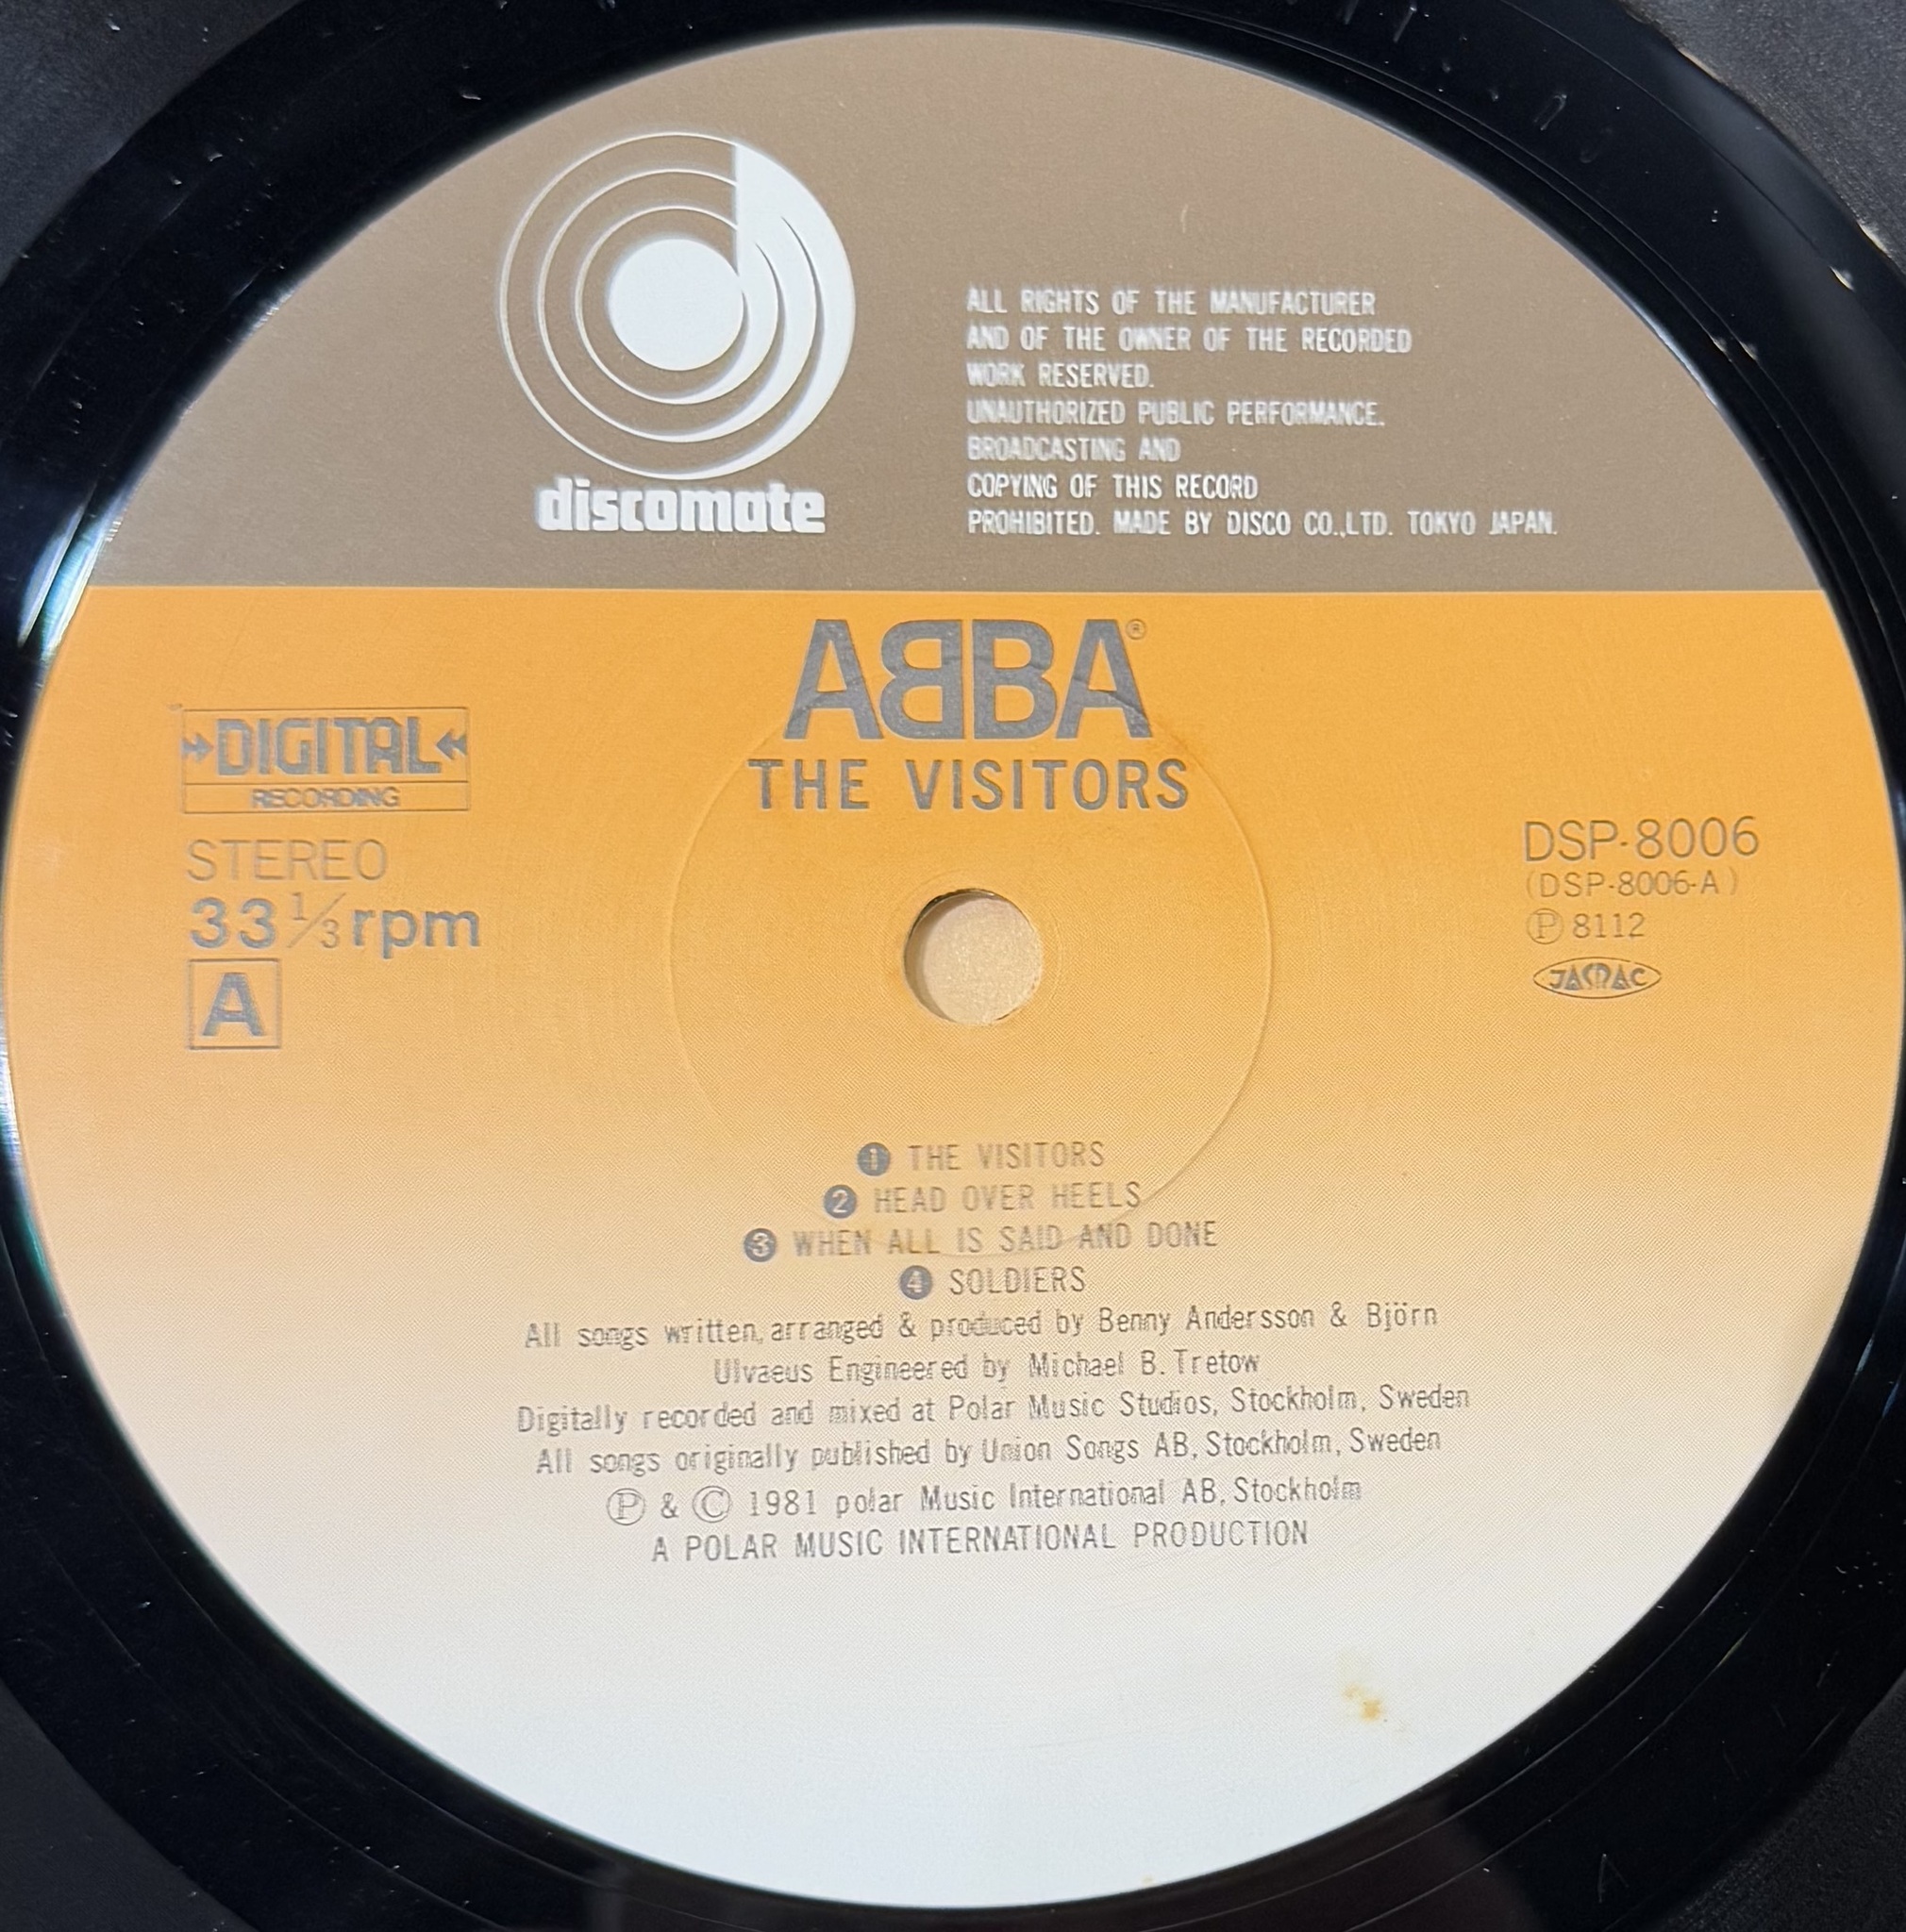 discomate
ALL RIGHTS OF THE MANUFACTURER
AND OF THE OWNER OF THE RECORDED
WORK RESERVED.
UNAUTHORIZED PUBLIC PERFORMANCE.
BROADCASTING AND
COPYING OF THIS RECORD
PROHIBITED. MADE BY DISCO CO.,LTD. TOKYO JAPAN.
ABBA®
THE VISITORS
DIGITAL
RECORDING
STEREO
33⅓rpm
A
DSP-8006
(DSP-8006-A)
Ⓟ 8112
JASRAC
❶ THE VISITORS
❷ HEAD OVER HEELS
❸ WHEN ALL IS SAID AND DONE
❹ SOLDIERS
All songs written, arranged & produced by Benny Andersson & Björn
Ulvaeus Engineered by Michael B. Tretow
Digitally recorded and mixed at Polar Music Studios, Stockholm, Sweden
All songs originally published by Union Songs AB, Stockholm, Sweden
Ⓟ & Ⓒ 1981 polar Music International AB, Stockholm
A POLAR MUSIC INTERNATIONAL PRODUCTION